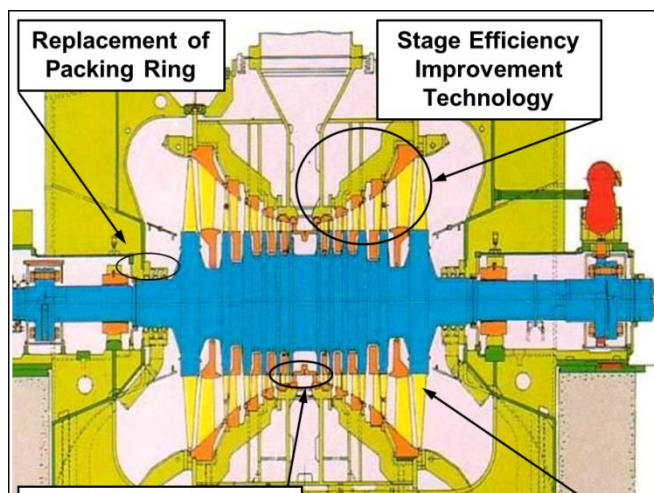 Replacement of
Packing Ring
Stage Efficiency
Improvement
Technology